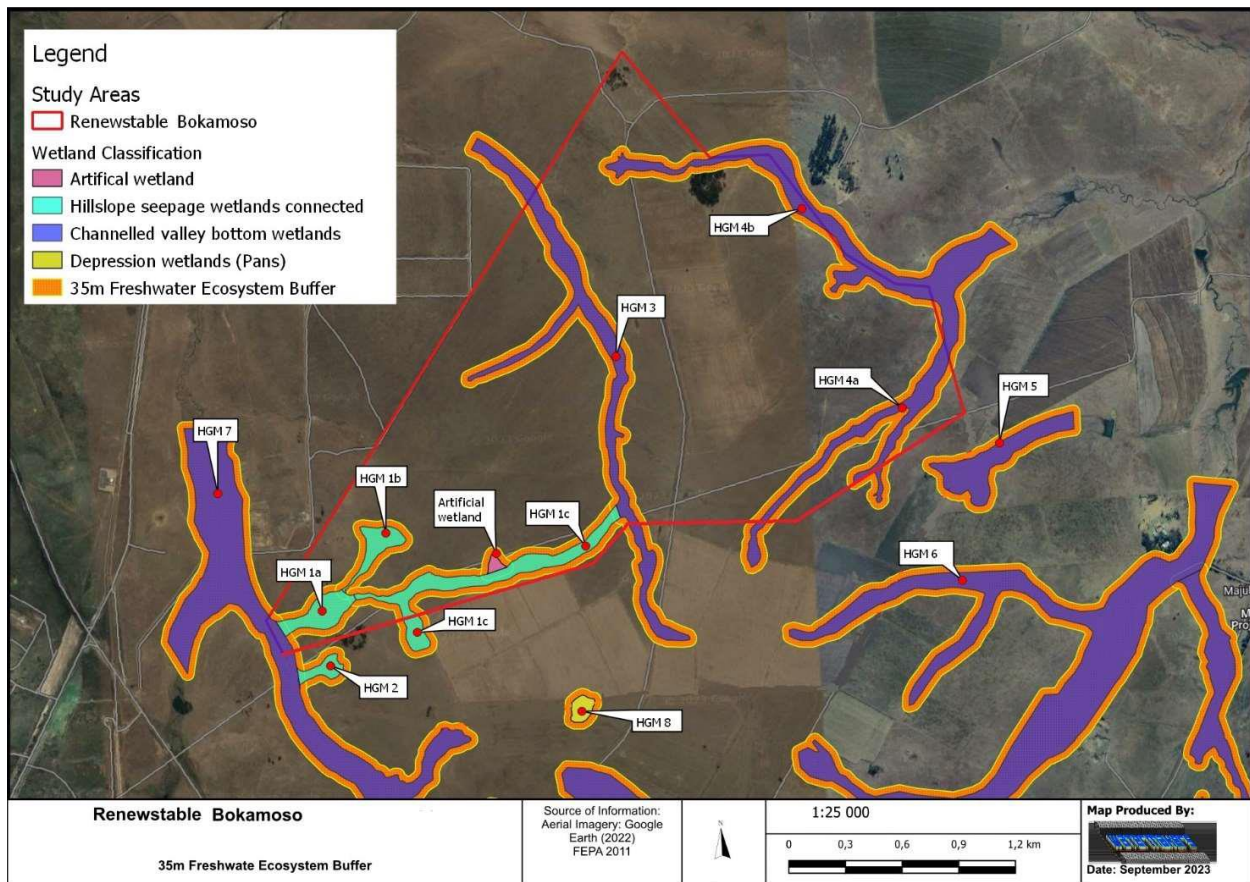 Legend
Study Areas
Renewstable Bokamoso
Wetland Classification
Artifical wetland
Hillslope seepage wetlands connected
Channelled valley bottom wetlands
Depression wetlands (Pans)
35m Freshwater Ecosystem Buffer
HGM 4b
HGM 3
HGM 4a
HGM 5
HGM 7
HGM 1b
Artificial
wetland
HGM 1c
HGM 1a
HGM 6
HGM 1c
HGM 2
HGM 8
Renewstable Bokamoso
35m Freshwate Ecosystem Buffer
Source of Information:
Aerial Imagery: Google
Earth (2022)
FEPA 2011
N
1:25 000
0 0,3 0,6 0,9 1,2 km
Map Produced By:
Date: September 2023